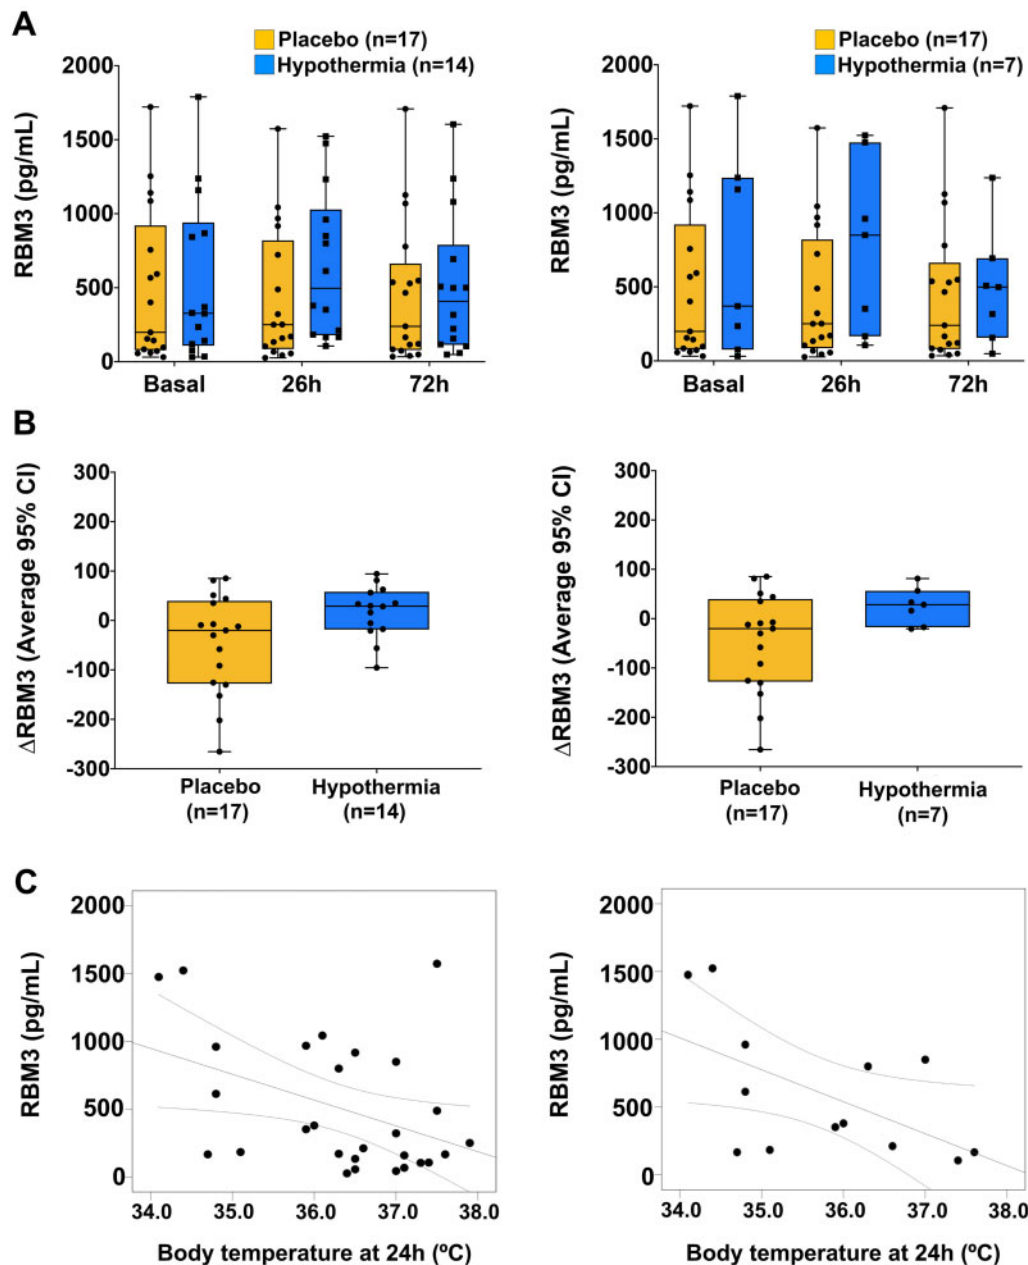 A
Placebo (n=17)
Hypothermia (n=14)
RBM3 (pg/mL)
2000
1500
1000
500
0
Basal 26h 72h
Placebo (n=17)
Hypothermia (n=7)
RBM3 (pg/mL)
2000
1500
1000
500
0
Basal 26h 72h
B
ΔRBM3 (Average 95% CI)
300
200
100
0
-100
-200
-300
Placebo Hypothermia
(n=17) (n=14)
ΔRBM3 (Average 95% CI)
300
200
100
0
-100
-200
-300
Placebo Hypothermia
(n=17) (n=7)
C
RBM3 (pg/mL)
2000
1500
1000
500
0
34.0 35.0 36.0 37.0 38.0
Body temperature at 24h (ºC)
RBM3 (pg/mL)
2000
1500
1000
500
0
34.0 35.0 36.0 37.0 38.0
Body temperature at 24h (ºC)